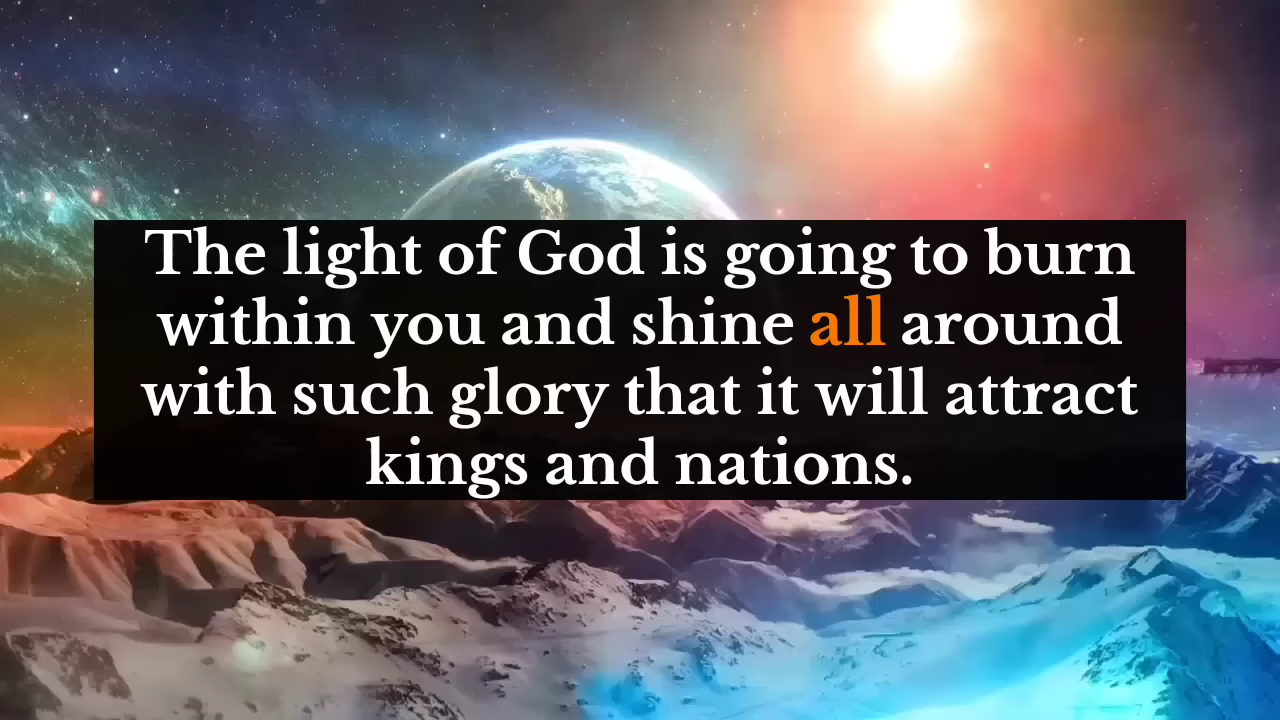 The light of God is going to burn
within you and shine all around
with such glory that it will attract
kings and nations.